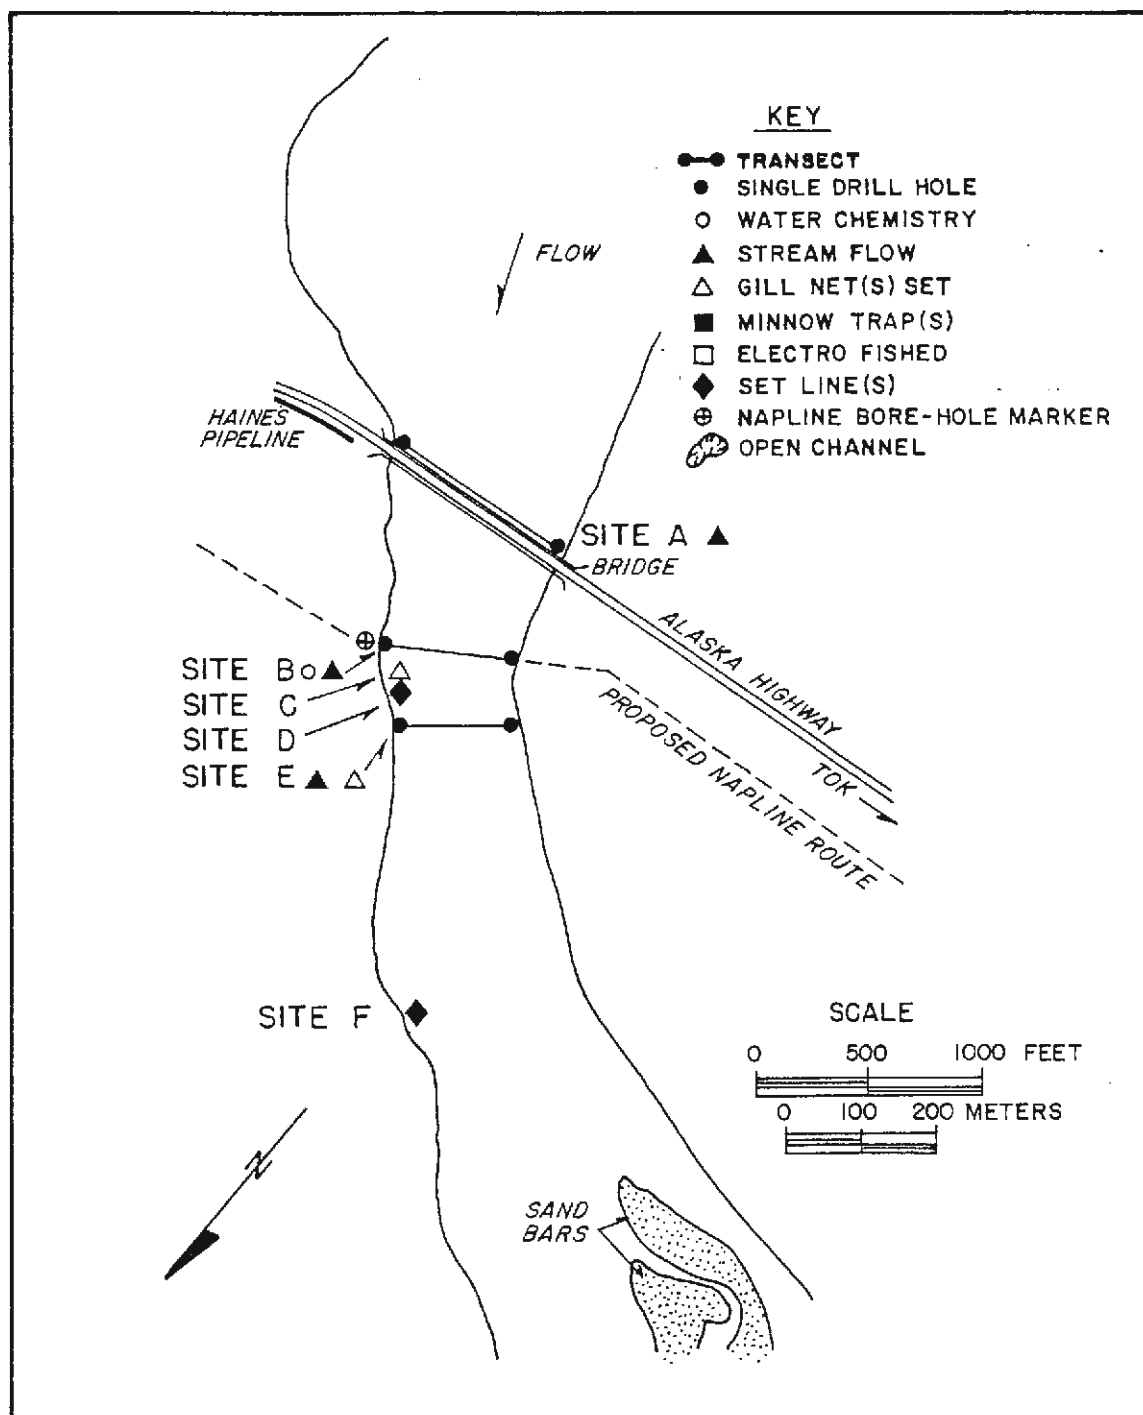 KEY
TRANSECT
SINGLE DRILL HOLE
WATER CHEMISTRY
STREAM FLOW
GILL NET(S) SET
MINNOW TRAP(S)
ELECTRO FISHED
SET LINE(S)
NAPLINE BORE-HOLE MARKER
OPEN CHANNEL
FLOW
HAINES
PIPELINE
SITE A
BRIDGE
ALASKA HIGHWAY
TOK
PROPOSED NAPLINE ROUTE
SITE B
SITE C
SITE D
SITE E
SITE F
SCALE
0 500 1000 FEET
0 100 200 METERS
N
SAND
BARS